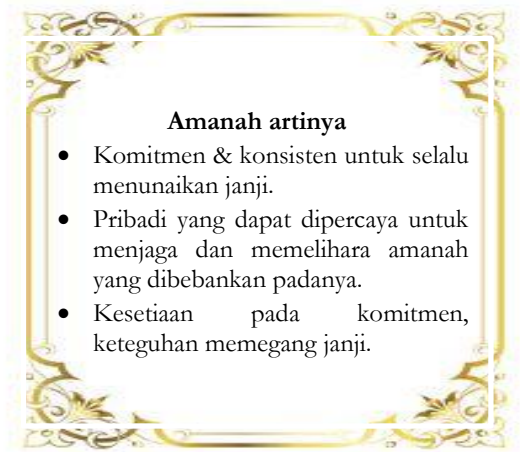 Amanah artinya
• Komitmen & konsisten untuk selalu
menunaikan janji.
• Pribadi yang dapat dipercaya untuk
menjaga dan memelihara amanah
yang dibebankan padanya.
• Kesetiaan pada komitmen,
keteguhan memegang janji.